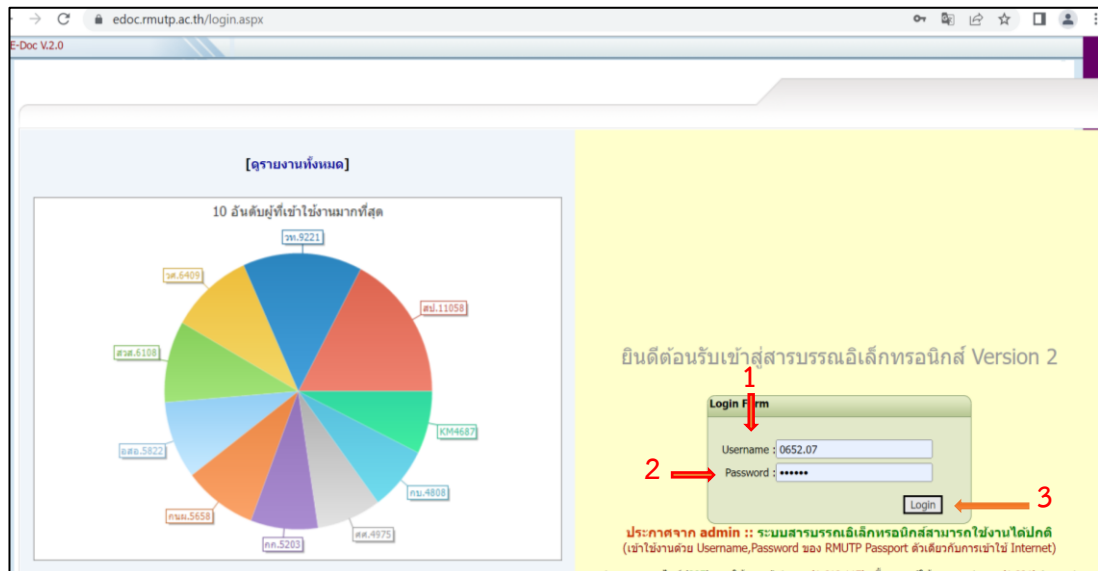 edoc.rmutp.ac.th/login.aspx
E-Doc V.2.0
[ดูรายงานทั้งหมด]
10 อันดับผู้ที่เข้าใช้งานมากที่สุด
วท.9221
วศ.6409
สป.11058
สวส.6108
KM4687
อสอ.5822
กบ.4808
กนผ.5658
สศ.4975
กค.5203
ยินดีต้อนรับเข้าสู่สารบรรณอิเล็กทรอนิกส์ Version 2
1
Login Form
Username : 0652.07
2
Password : ••••••
Login
3
ประกาศจาก admin :: ระบบสารบรรณอิเล็กทรอนิกส์สามารถใช้งานได้ปกติ
(เข้าใช้งานด้วย Username,Password ของ RMUTP Passport ตัวเดียวกับการเข้าใช้ Internet)